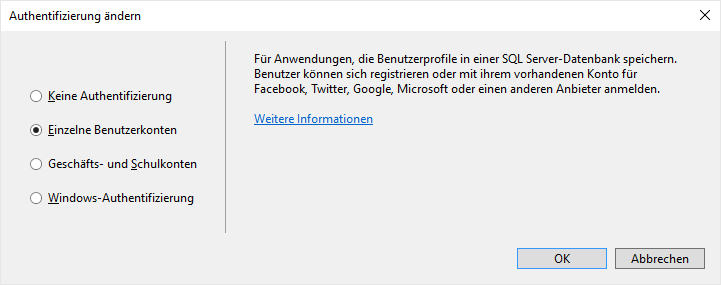 Authentifizierung ändern
Keine Authentifizierung
Einzelne Benutzerkonten
Geschäfts- und Schulkonten
Windows-Authentifizierung
Für Anwendungen, die Benutzerprofile in einer SQL Server-Datenbank speichern.
Benutzer können sich registrieren oder mit ihrem vorhandenen Konto für
Facebook, Twitter, Google, Microsoft oder einen anderen Anbieter anmelden.
Weitere Informationen
OK
Abbrechen